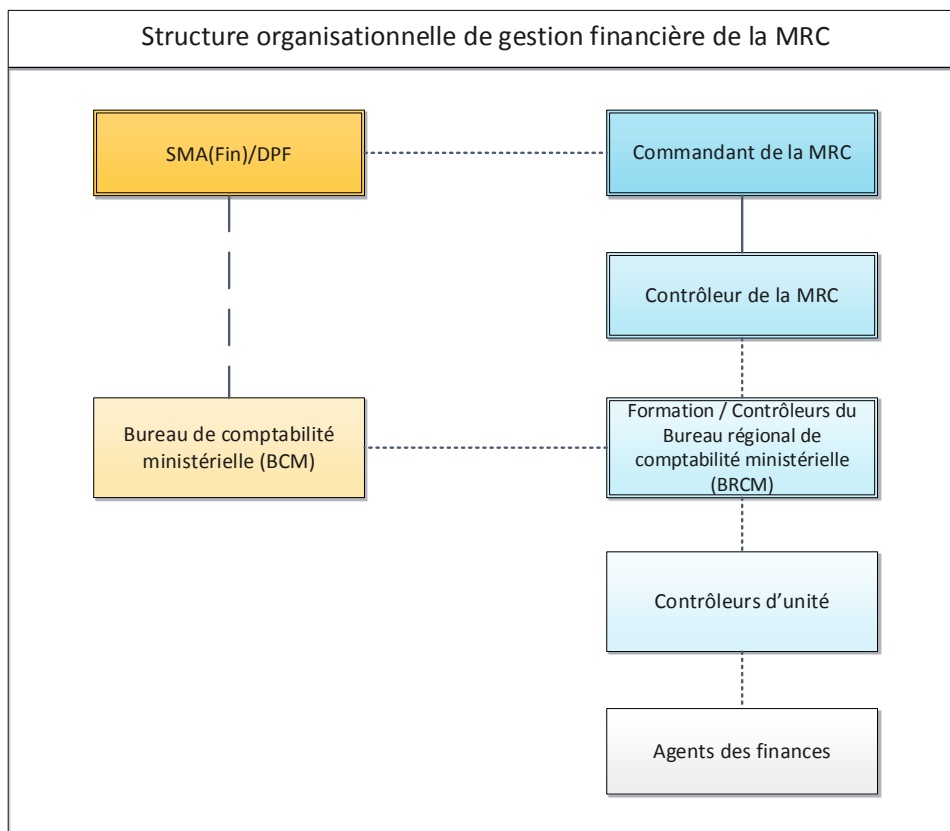 Structure organisationnelle de gestion financière de la MRC
SMA(Fin)/DPF
Commandant de la MRC
Contrôleur de la MRC
Bureau de comptabilité
ministérielle (BCM)
Formation / Contrôleurs du
Bureau régional de
comptabilité ministérielle
(BRCM)
Contrôleurs d’unité
Agents des finances